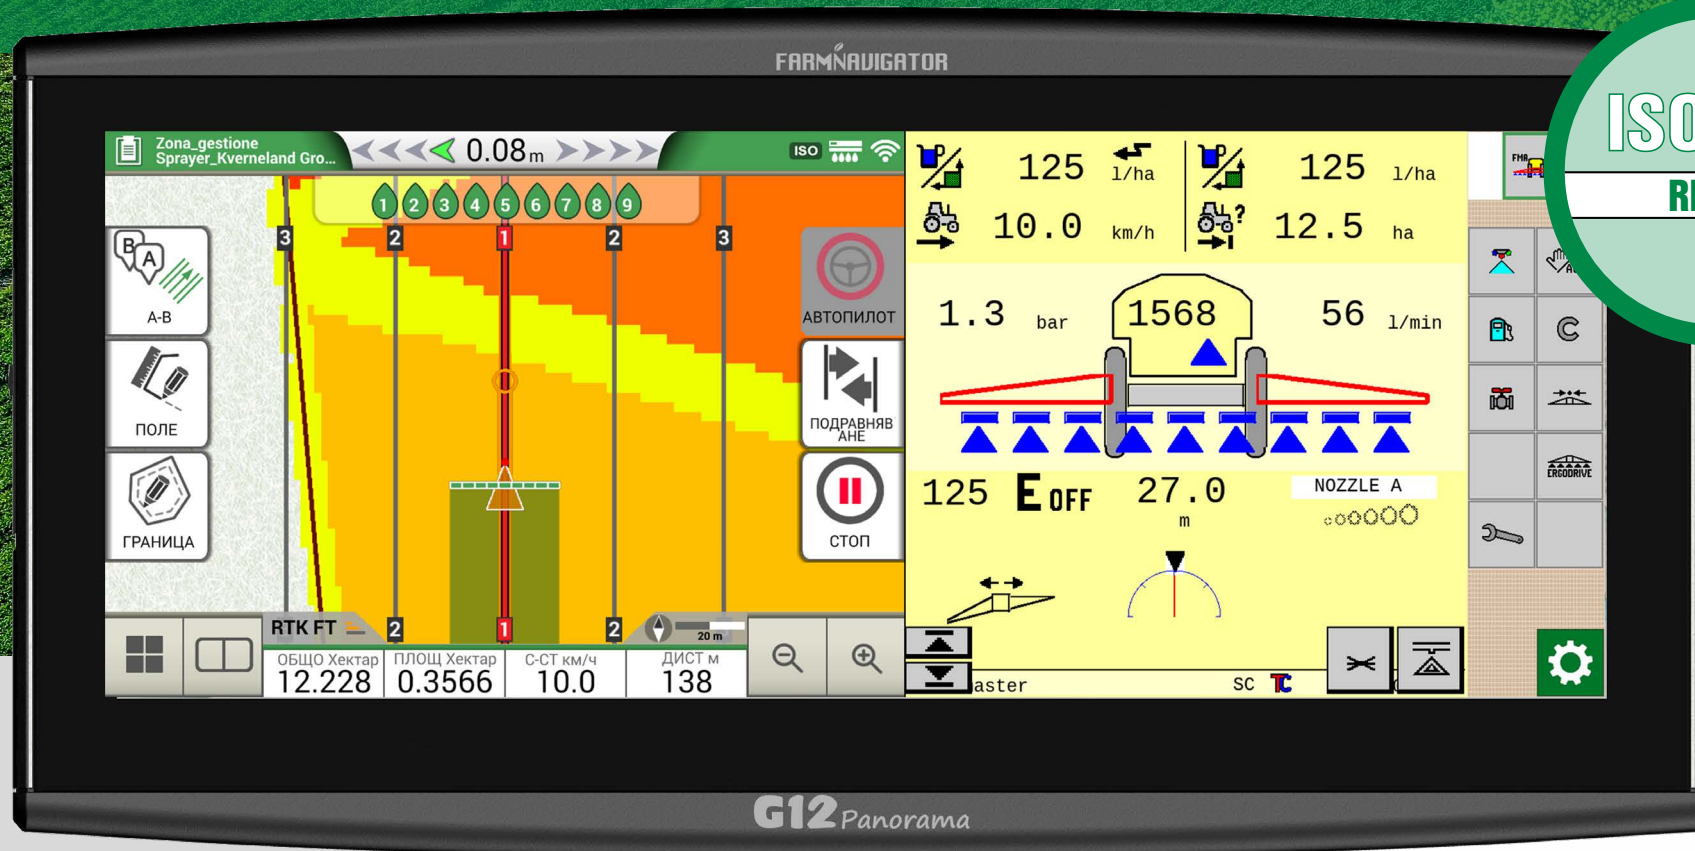 FARMNAVIGATOR
ISO
Zona_gestione
Sprayer_Kverneland Gro...
0.08 m
ISO
1 2 3 4 5 6 7 8 9
3 2 1 2 3
B
A
A-B
ПОЛЕ
ГРАНИЦА
АВТОПИЛОТ
ПОДРАВНЯВ
АНЕ
СТОП
RTK FT
2 1 2
20 m
ОБЩО Хектар
12.228
ПЛОЩ Хектар
0.3566
С-СТ км/ч
10.0
ДИСТ м
138
125 l/ha
125 l/ha
10.0 km/h
? 12.5 ha
1.3 bar
1568
56 l/min
125 E OFF
27.0
m
NOZZLE A
aster
SC TC
FMA
C
ERGODRIVE
G12 Panorama